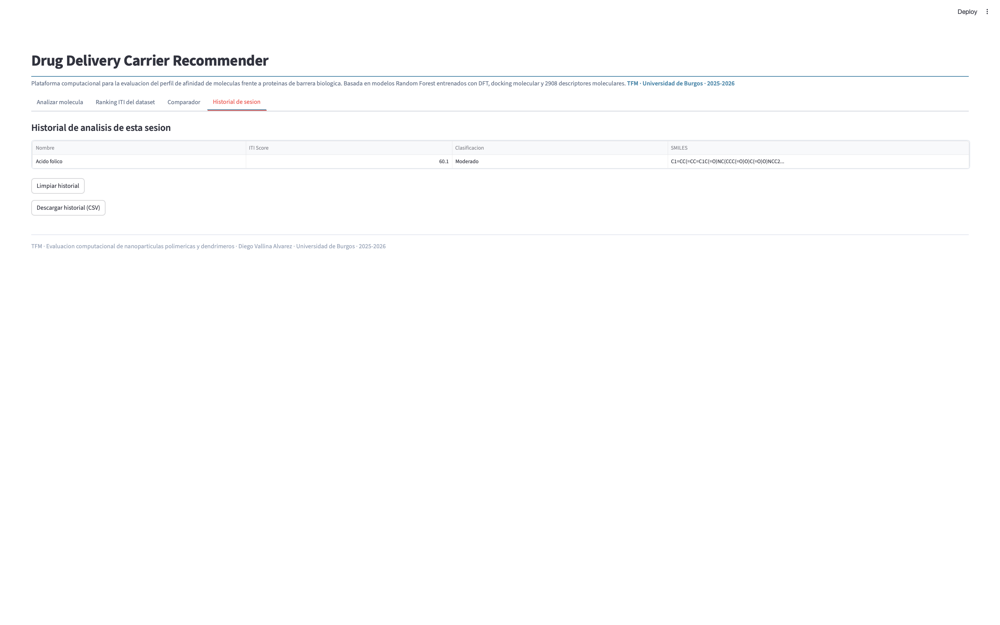 Deploy
Drug Delivery Carrier Recommender
Plataforma computacional para la evaluacion del perfil de afinidad de moleculas frente a proteinas de barrera biologica. Basada en modelos Random Forest entrenados con DFT, docking molecular y 2908 descriptores moleculares. TFM · Universidad de Burgos · 2025-2026
Analizar molecula Ranking ITI del dataset Comparador Historial de sesion
Historial de analisis de esta sesion
Nombre ITI Score Clasificacion SMILES
Acido folico 60.1 Moderado C1=CC(=CC=C1C(=O)NC(CCC(=O)O)C(=O)O)NCC2...
Limpiar historial
Descargar historial (CSV)
TFM · Evaluacion computacional de nanoparticulas polimericas y dendrimeros · Diego Vallina Alvarez · Universidad de Burgos · 2025-2026